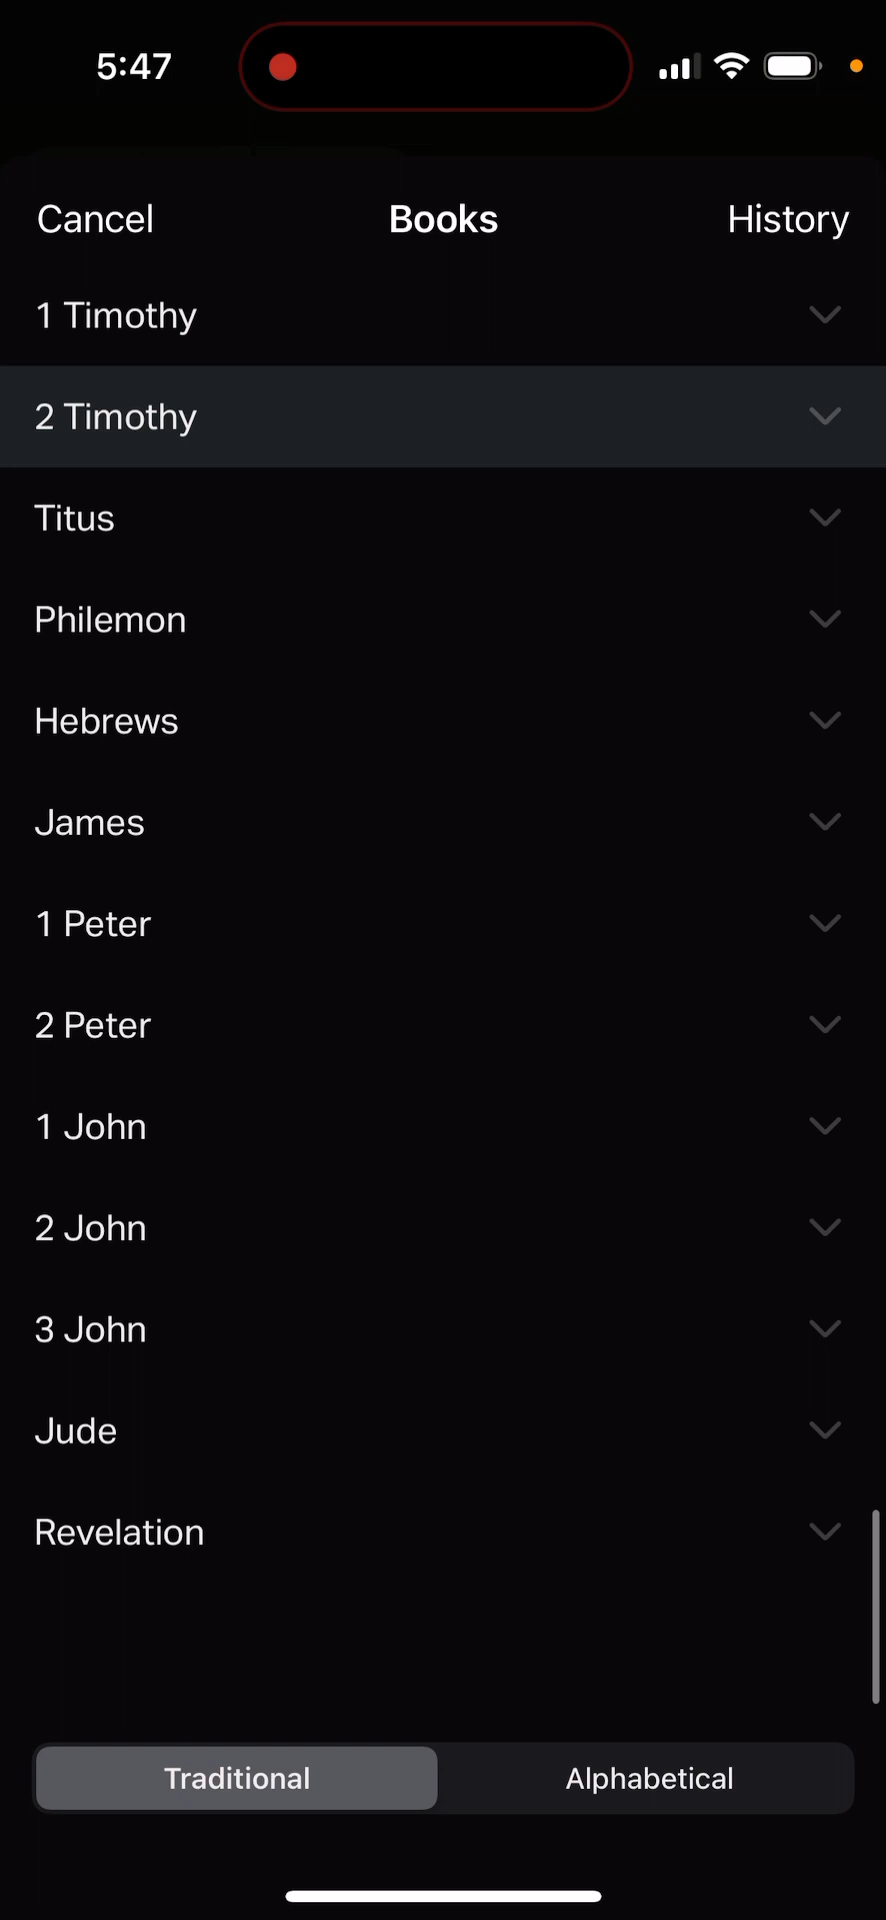 5:47
Cancel Books History
1 Timothy
2 Timothy
Titus
Philemon
Hebrews
James
1 Peter
2 Peter
1 John
2 John
3 John
Jude
Revelation
Traditional Alphabetical